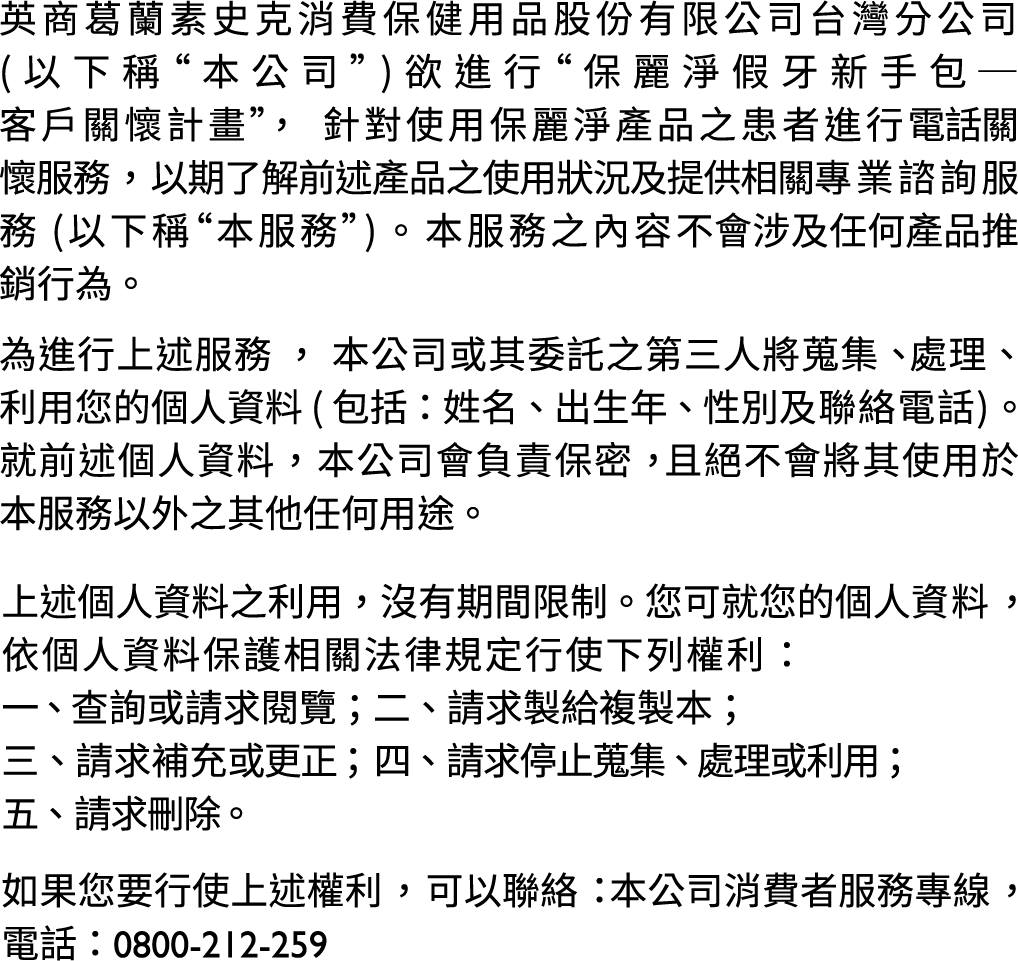 英商葛蘭素史克消費保健用品股份有限公司台灣分公司
(以下稱“本公司”)欲進行“保麗淨假牙新手包—
客戶關懷計畫”， 針對使用保麗淨產品之患者進行電話關
懷服務，以期了解前述產品之使用狀況及提供相關專業諮詢服
務 (以下稱“本服務”)。本服務之內容不會涉及任何產品推
銷行為。
為進行上述服務 ， 本公司或其委託之第三人將蒐集、處理、
利用您的個人資料 ( 包括：姓名、出生年、性別及聯絡電話)。
就前述個人資料，本公司會負責保密，且絕不會將其使用於
本服務以外之其他任何用途。
上述個人資料之利用，沒有期間限制。您可就您的個人資料，
依個人資料保護相關法律規定行使下列權利：
一、查詢或請求閱覽；二、請求製給複製本；
三、請求補充或更正；四、請求停止蒐集、處理或利用；
五、請求刪除。
如果您要行使上述權利，可以聯絡：本公司消費者服務專線，
電話：0800-212-259